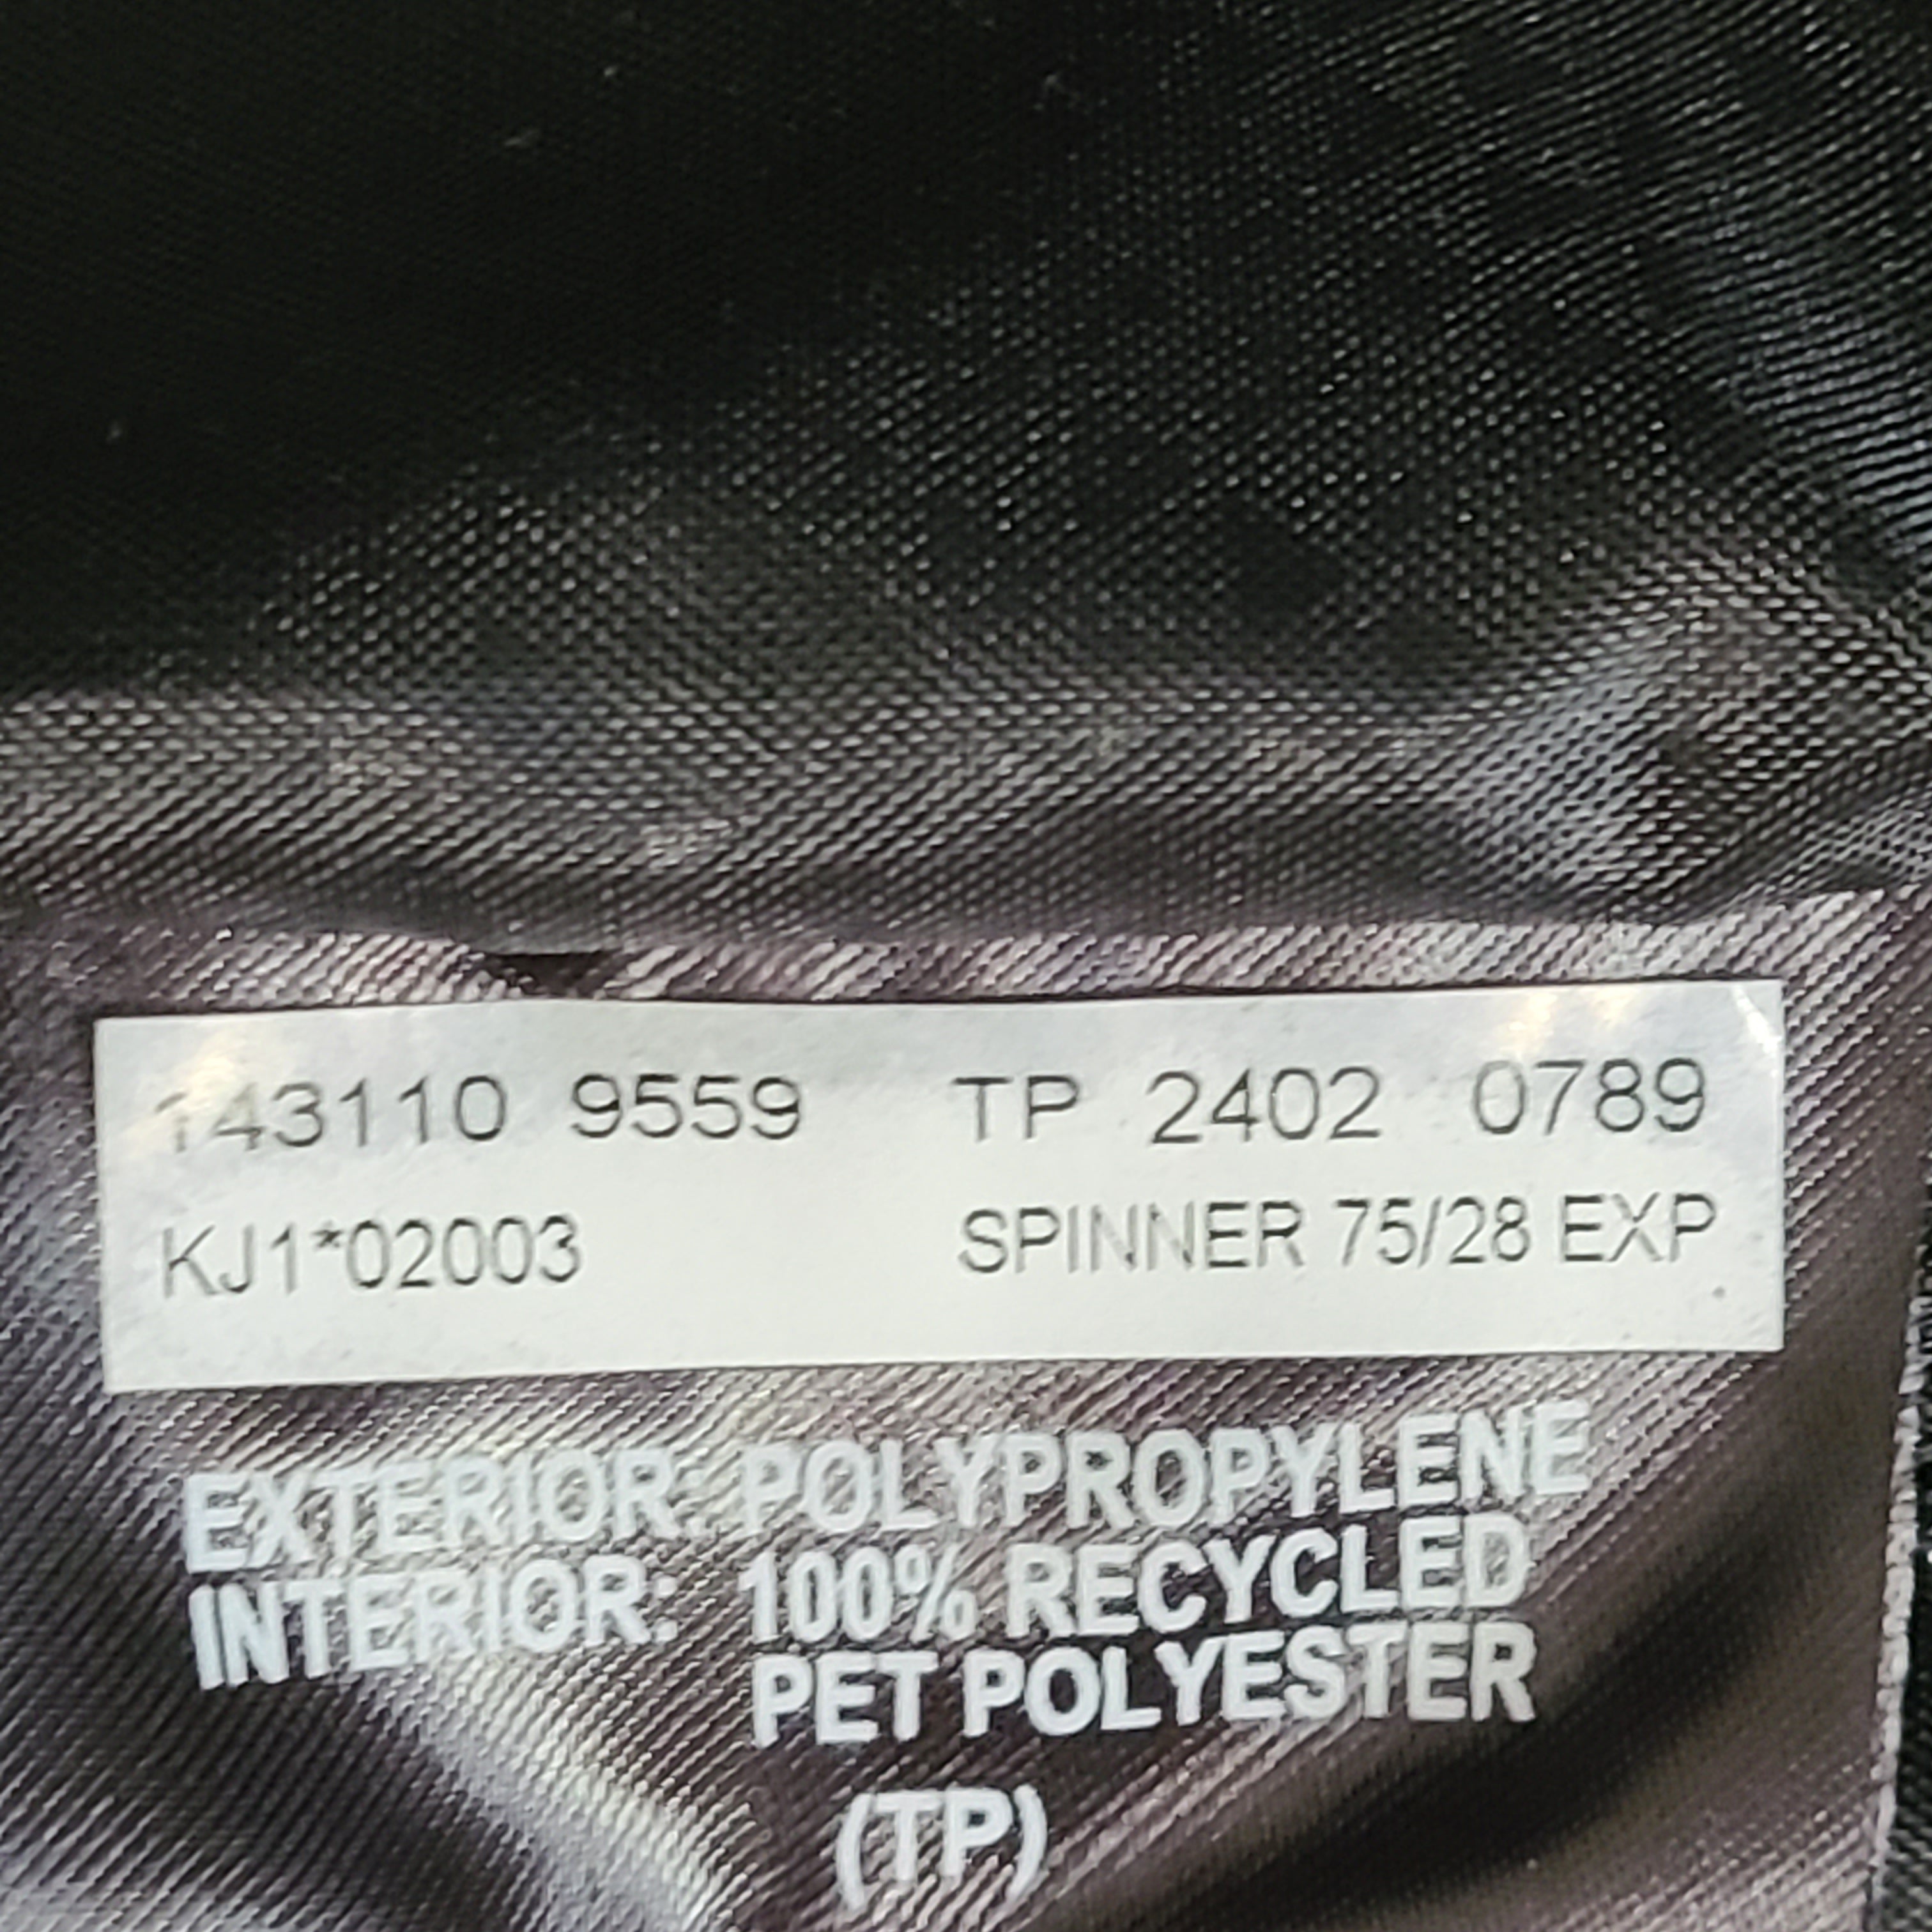 143110 9559 TP 2402 0789
KJ1*02003 SPINNER 75/28 EXP
EXTERIOR: POLYPROPYLENE
INTERIOR: 100% RECYCLED
PET POLYESTER
(TP)